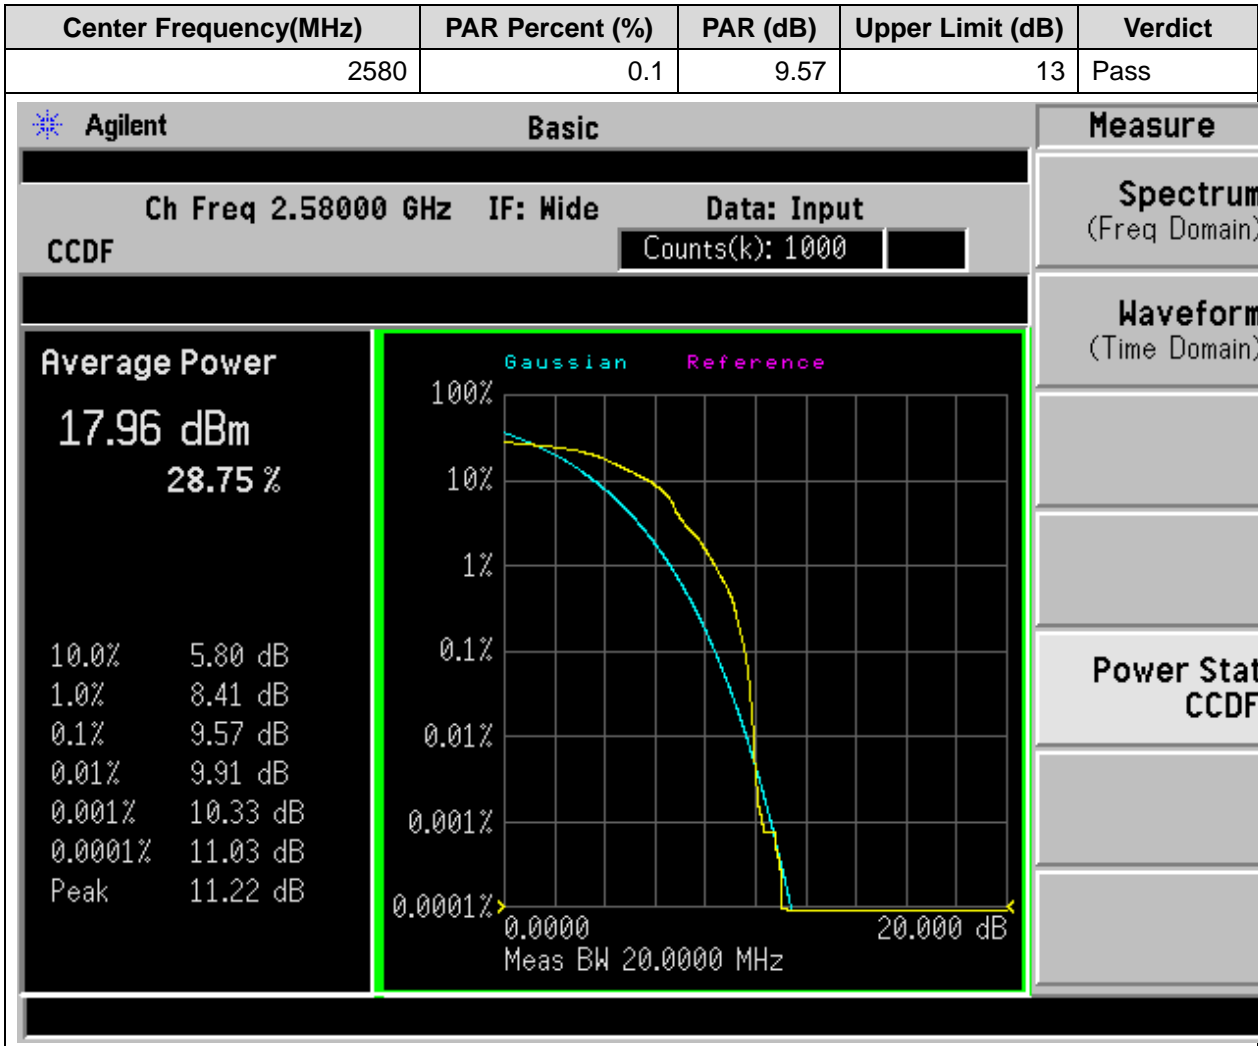 Center Frequency(MHz) PAR Percent (%) PAR (dB) Upper Limit (dB) Verdict
2580 0.1 9.57 13 Pass
Agilent Basic Measure
Ch Freq 2.58000 GHz IF: Wide Data: Input
CCDF Counts(k): 1000
Spectrum
(Freq Domain)
Waveform
(Time Domain)
Power Stat
CCDF
Average Power
17.96 dBm
28.75 %
10.0% 5.80 dB
1.0% 8.41 dB
0.1% 9.57 dB
0.01% 9.91 dB
0.001% 10.33 dB
0.0001% 11.03 dB
Peak 11.22 dB
Gaussian Reference
100%
10%
1%
0.1%
0.01%
0.001%
0.0001%
0.0000 20.000 dB
Meas BW 20.0000 MHz